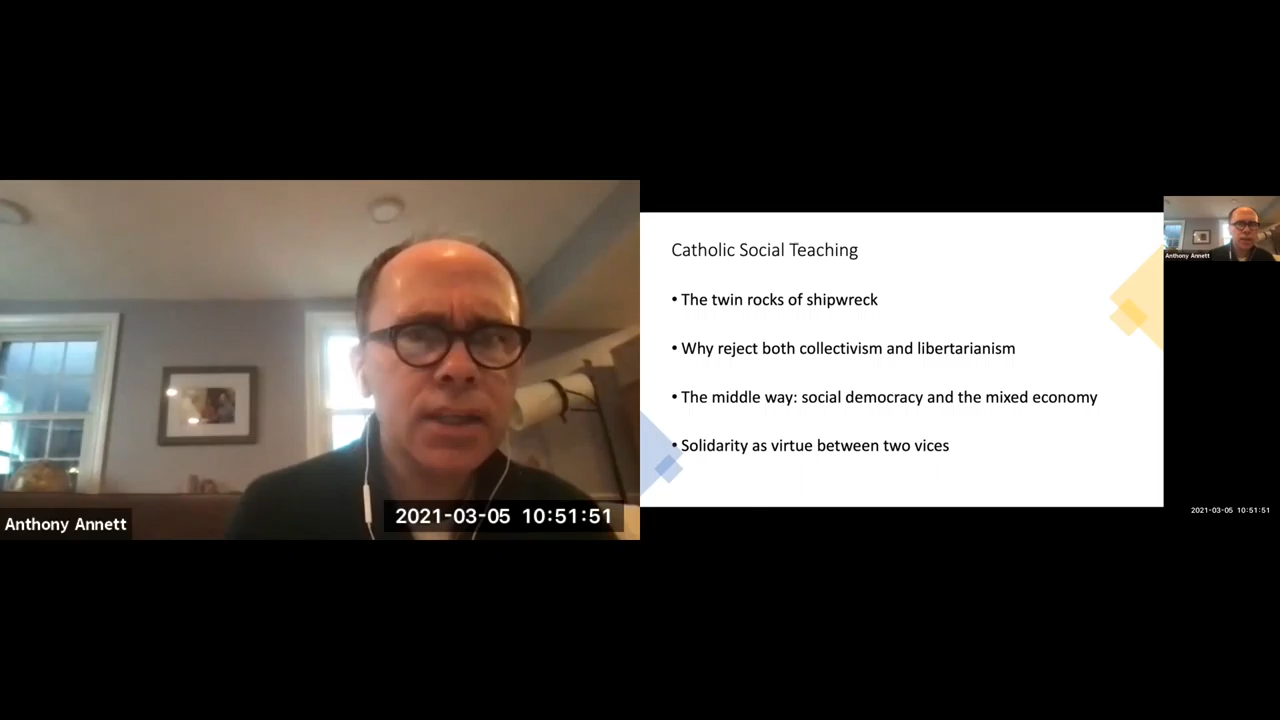 Anthony Annett
2021-03-05 10:51:51
Catholic Social Teaching
• The twin rocks of shipwreck
• Why reject both collectivism and libertarianism
• The middle way: social democracy and the mixed economy
• Solidarity as virtue between two vices
Anthony Annett
2021-03-05 10:51:51